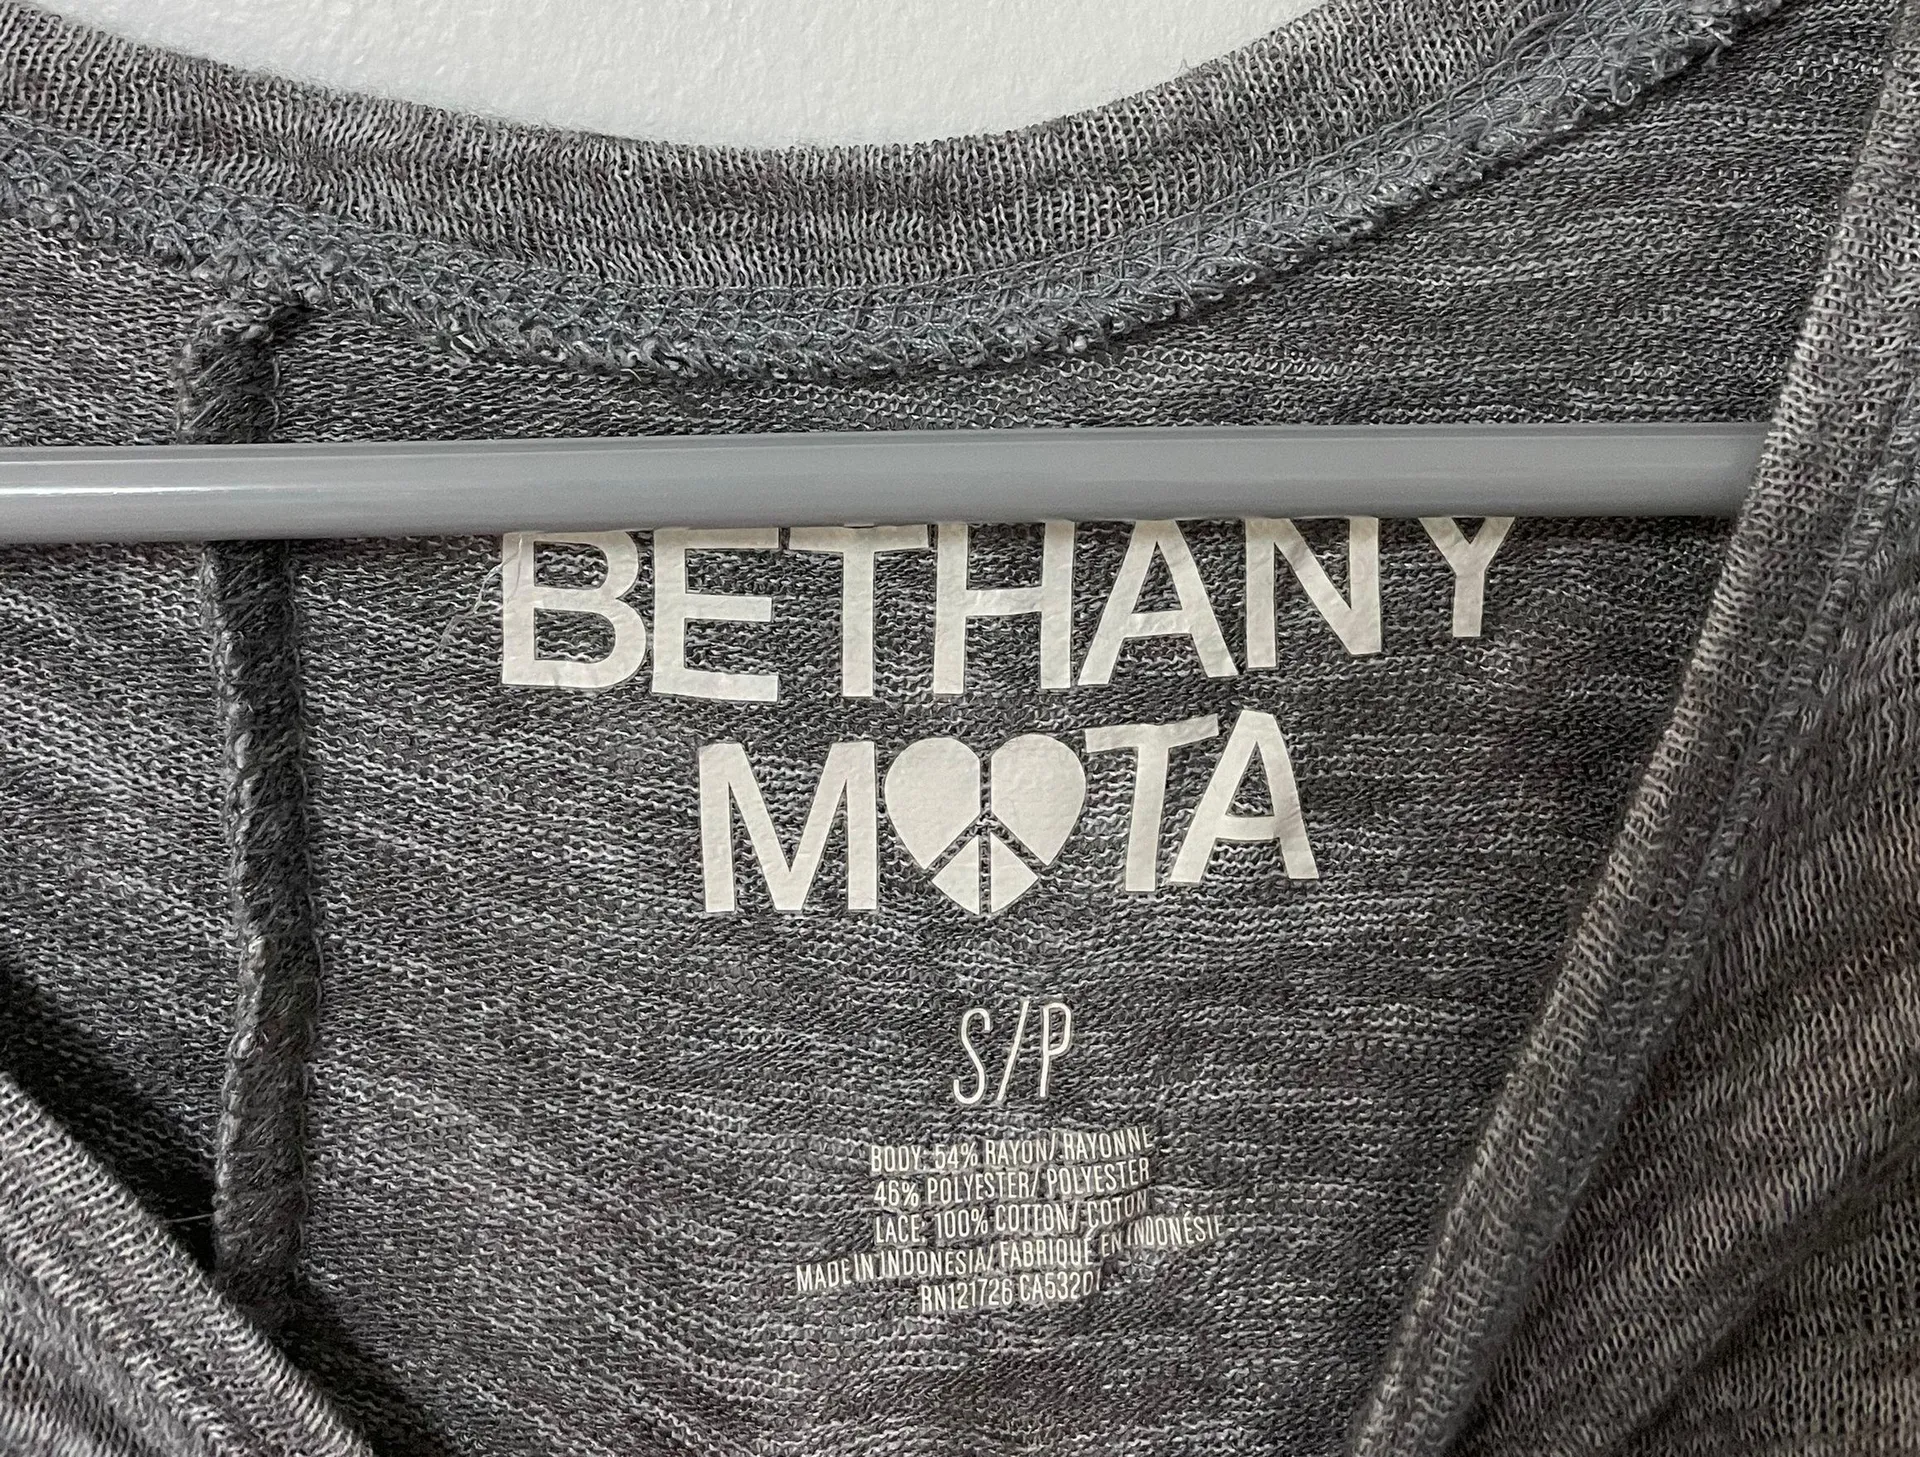 BETHANY
MOTA
S/P
BODY: 54% RAYON/ RAYONNE
46% POLYESTER/ POLYESTER
LACE: 100% COTTON/ COTON
MADE IN INDONESIA/ FABRIQUÉ EN INDONÉSIE
RN121726 CA53201